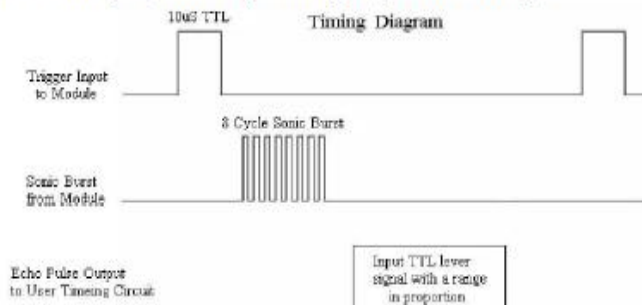 10uS TTL
Timing Diagram
Trigger Input
to Module
8 Cycle Sonic Burst
Sonic Burst
from Module
Echo Pulse Output
to User Timeing Circuit
Input TTL lever
signal with a range
in proportion